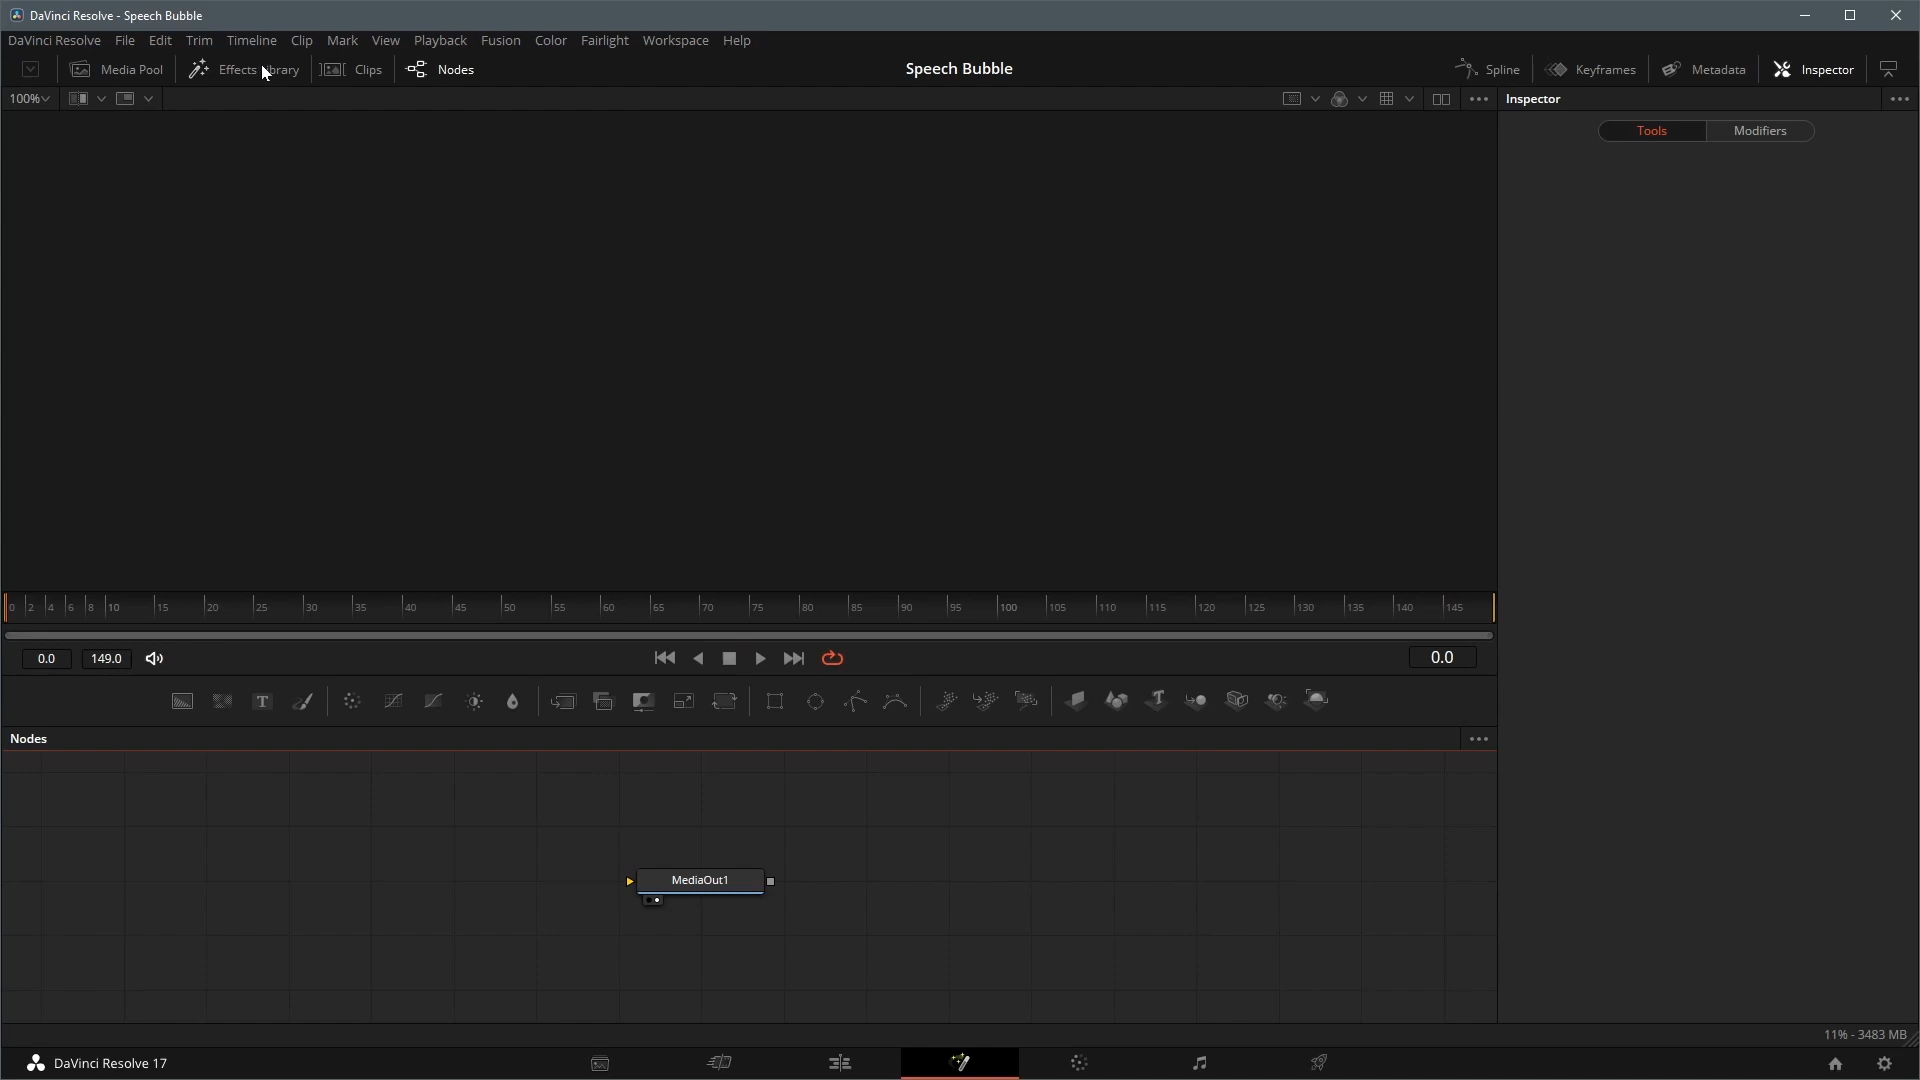 DaVinci Resolve - Speech Bubble
DaVinci Resolve File Edit Trim Timeline Clip Mark View Playback Fusion Color Fairlight Workspace Help
Media Pool Effects Library Clips Nodes Speech Bubble Spline Keyframes Metadata Inspector
100% Inspector
Tools Modifiers
0 2 4 6 8 10 15 20 25 30 35 40 45 50 55 60 65 70 75 80 85 90 95 100 105 110 115 120 125 130 135 140 145
0.0 149.0 0.0
T T
Nodes
MediaOut1
11% - 3483 MB
DaVinci Resolve 17